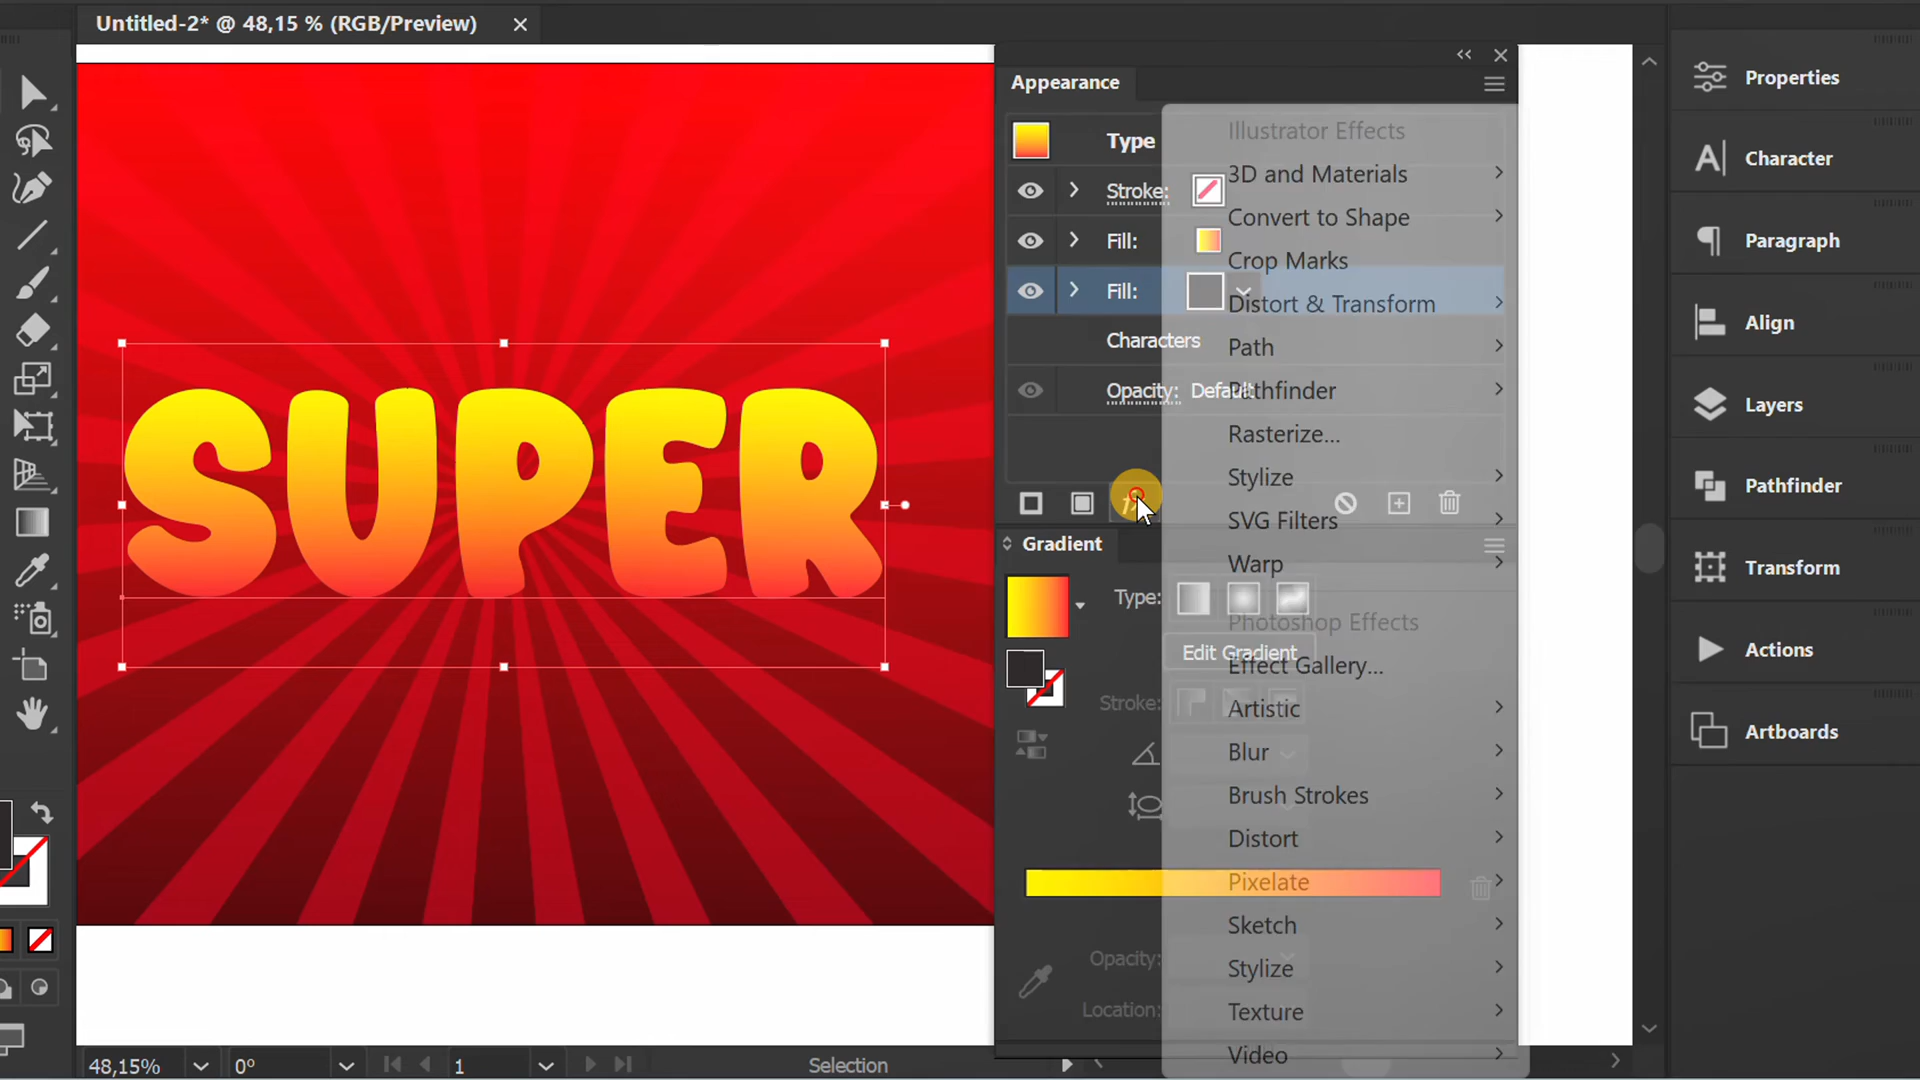 Untitled-2* @ 48,15 % (RGB/Preview)
Appearance
Type
Stroke:
Fill:
Fill:
Characters
Opacity: Default
Illustrator Effects
3D and Materials
Convert to Shape
Crop Marks
Distort & Transform
Path
Pathfinder
Rasterize...
Stylize
SVG Filters
Warp
Photoshop Effects
Effect Gallery...
Artistic
Blur
Brush Strokes
Distort
Pixelate
Sketch
Stylize
Texture
Video
Gradient
Type:
Edit Gradient
Stroke:
Opacity:
Location:
SUPER
Properties
Character
Paragraph
Align
Layers
Pathfinder
Transform
Actions
Artboards
48,15%
0°
1
Selection